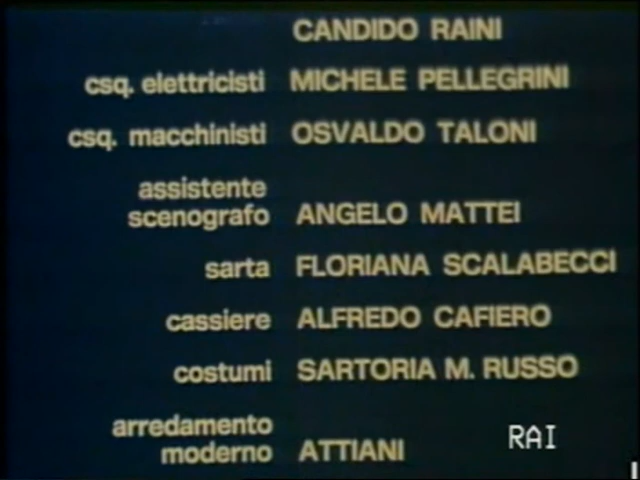 CANDIDO RAINI
csq. elettricisti MICHELE PELLEGRINI
csq. macchinisti OSVALDO TALONI
assistente
scenografo ANGELO MATTEI
sarta FLORIANA SCALABECCI
cassiere ALFREDO CAFIERO
costumi SARTORIA M. RUSSO
arredamento
moderno ATTIANI
RAI